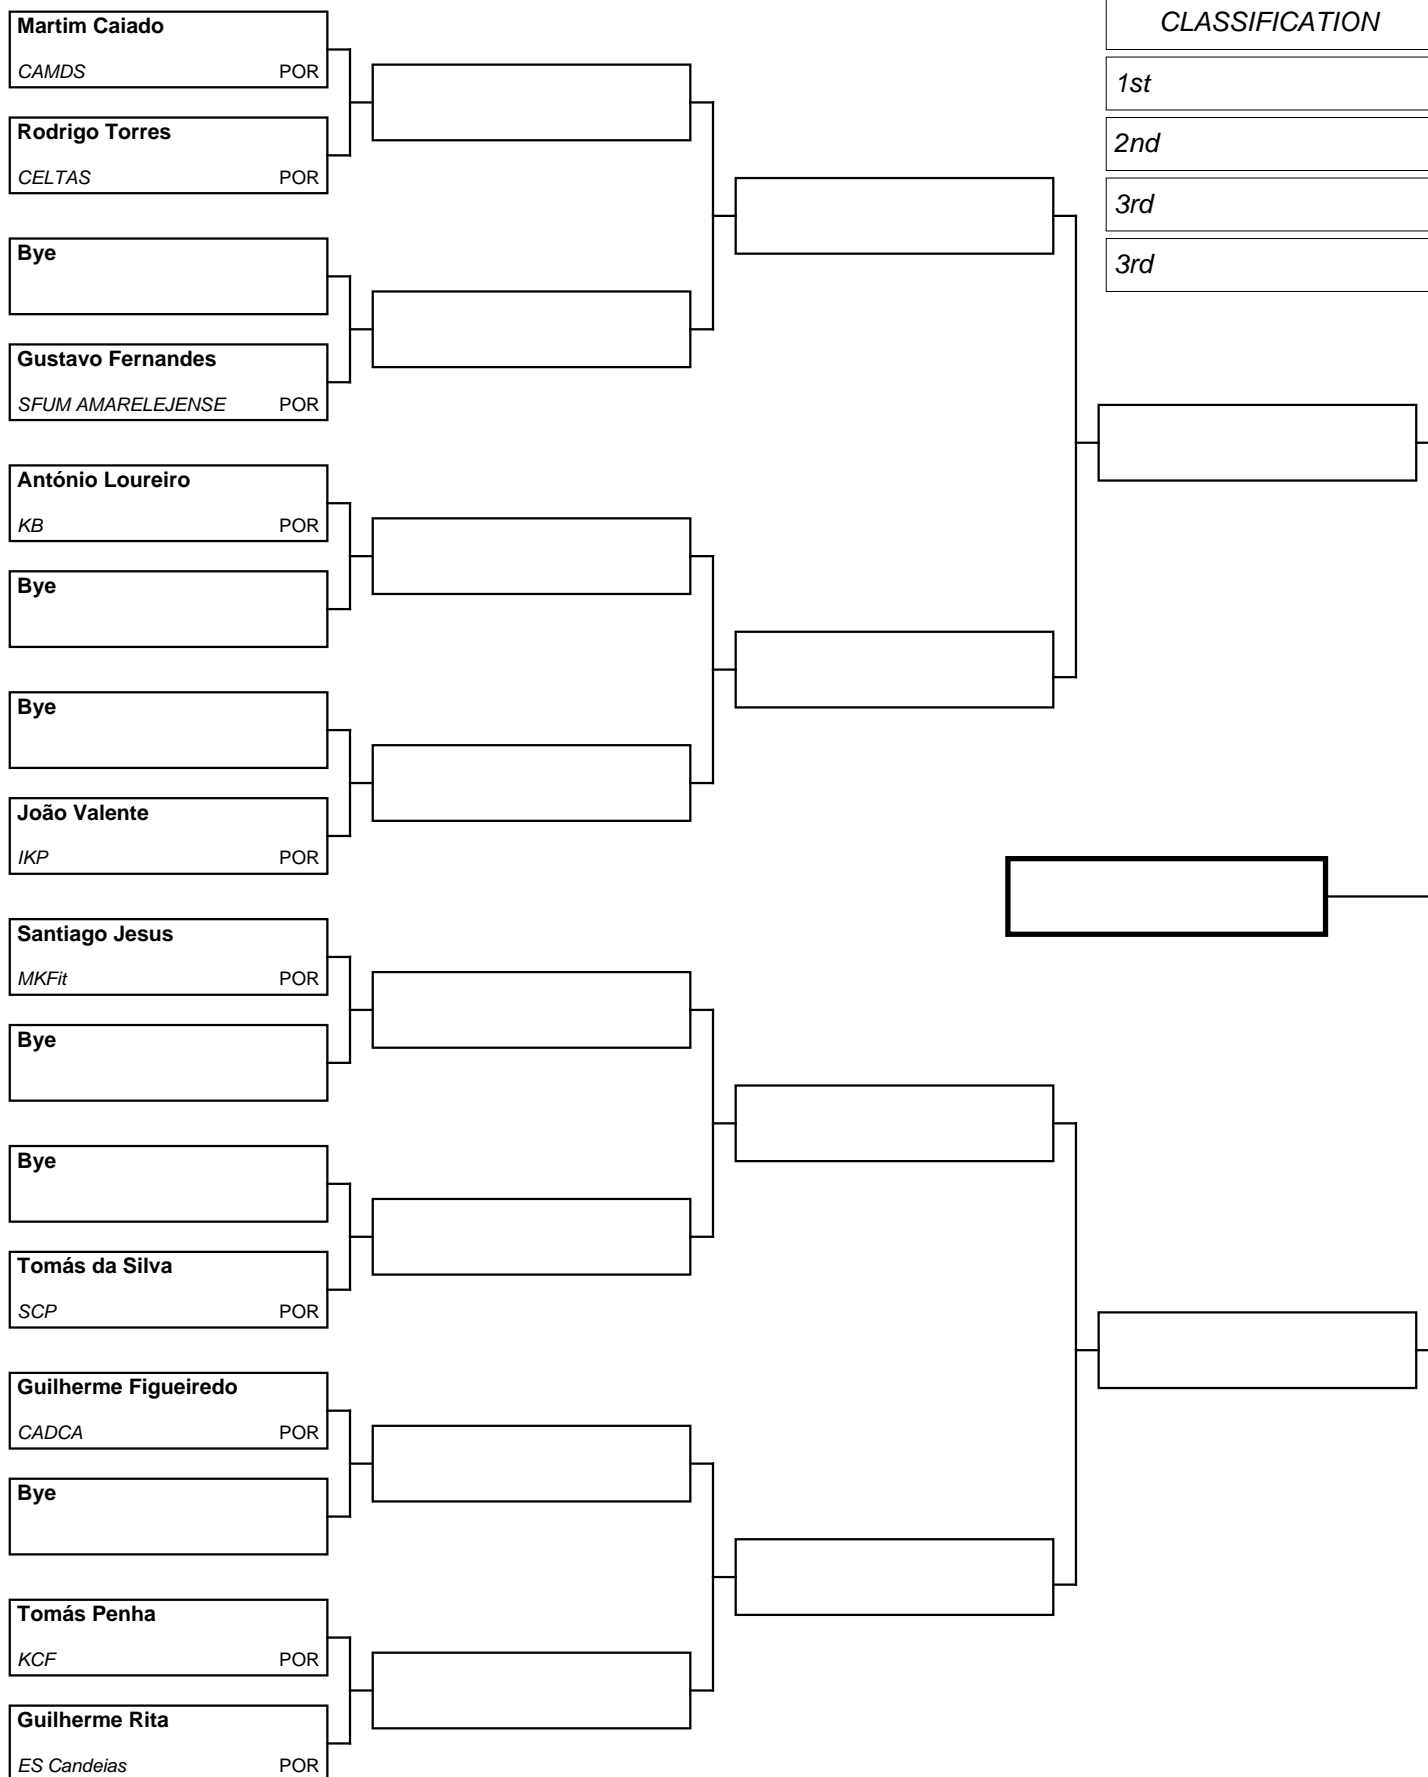 Martim Caiado
CAMDS POR
Rodrigo Torres
CELTAS POR
Bye
Gustavo Fernandes
SFUM AMARELEJENSE POR
António Loureiro
KB POR
Bye
Bye
João Valente
IKP POR
Santiago Jesus
MKFit POR
Bye
Bye
Tomás da Silva
SCP POR
Guilherme Figueiredo
CADCA POR
Bye
Tomás Penha
KCF POR
Guilherme Rita
ES Candeias POR
CLASSIFICATION
1st
2nd
3rd
3rd